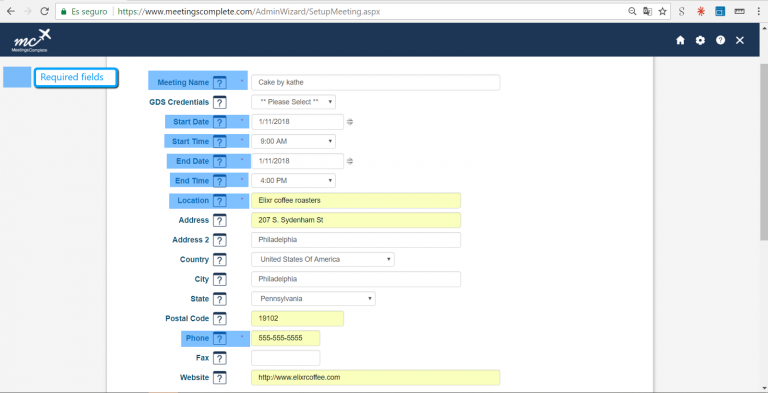 Es seguro | https://www.meetingscomplete.com/AdminWizard/SetupMeeting.aspx
mc
MeetingsComplete
Required fields
Meeting Name ? * Cake by kathe
GDS Credentials ? ** Please Select **
Start Date ? * 1/11/2018
Start Time ? * 9:00 AM
End Date ? * 1/11/2018
End Time ? * 4:00 PM
Location ? * Elixr coffee roasters
Address ? 207 S. Sydenham St
Address 2 ? Philadelphia
Country ? United States Of America
City ? Philadelphia
State ? Pennsylvania
Postal Code ? 19102
Phone ? * 555-555-5555
Fax ?
Website ? http://www.elixrcoffee.com